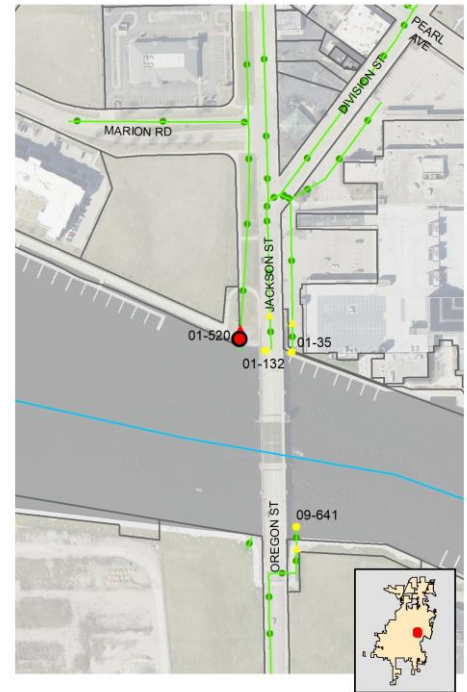 PEARL
AVE
DIVISION ST
MARION RD
JACKSON ST
01-520
01-35
01-132
09-641
OREGON ST